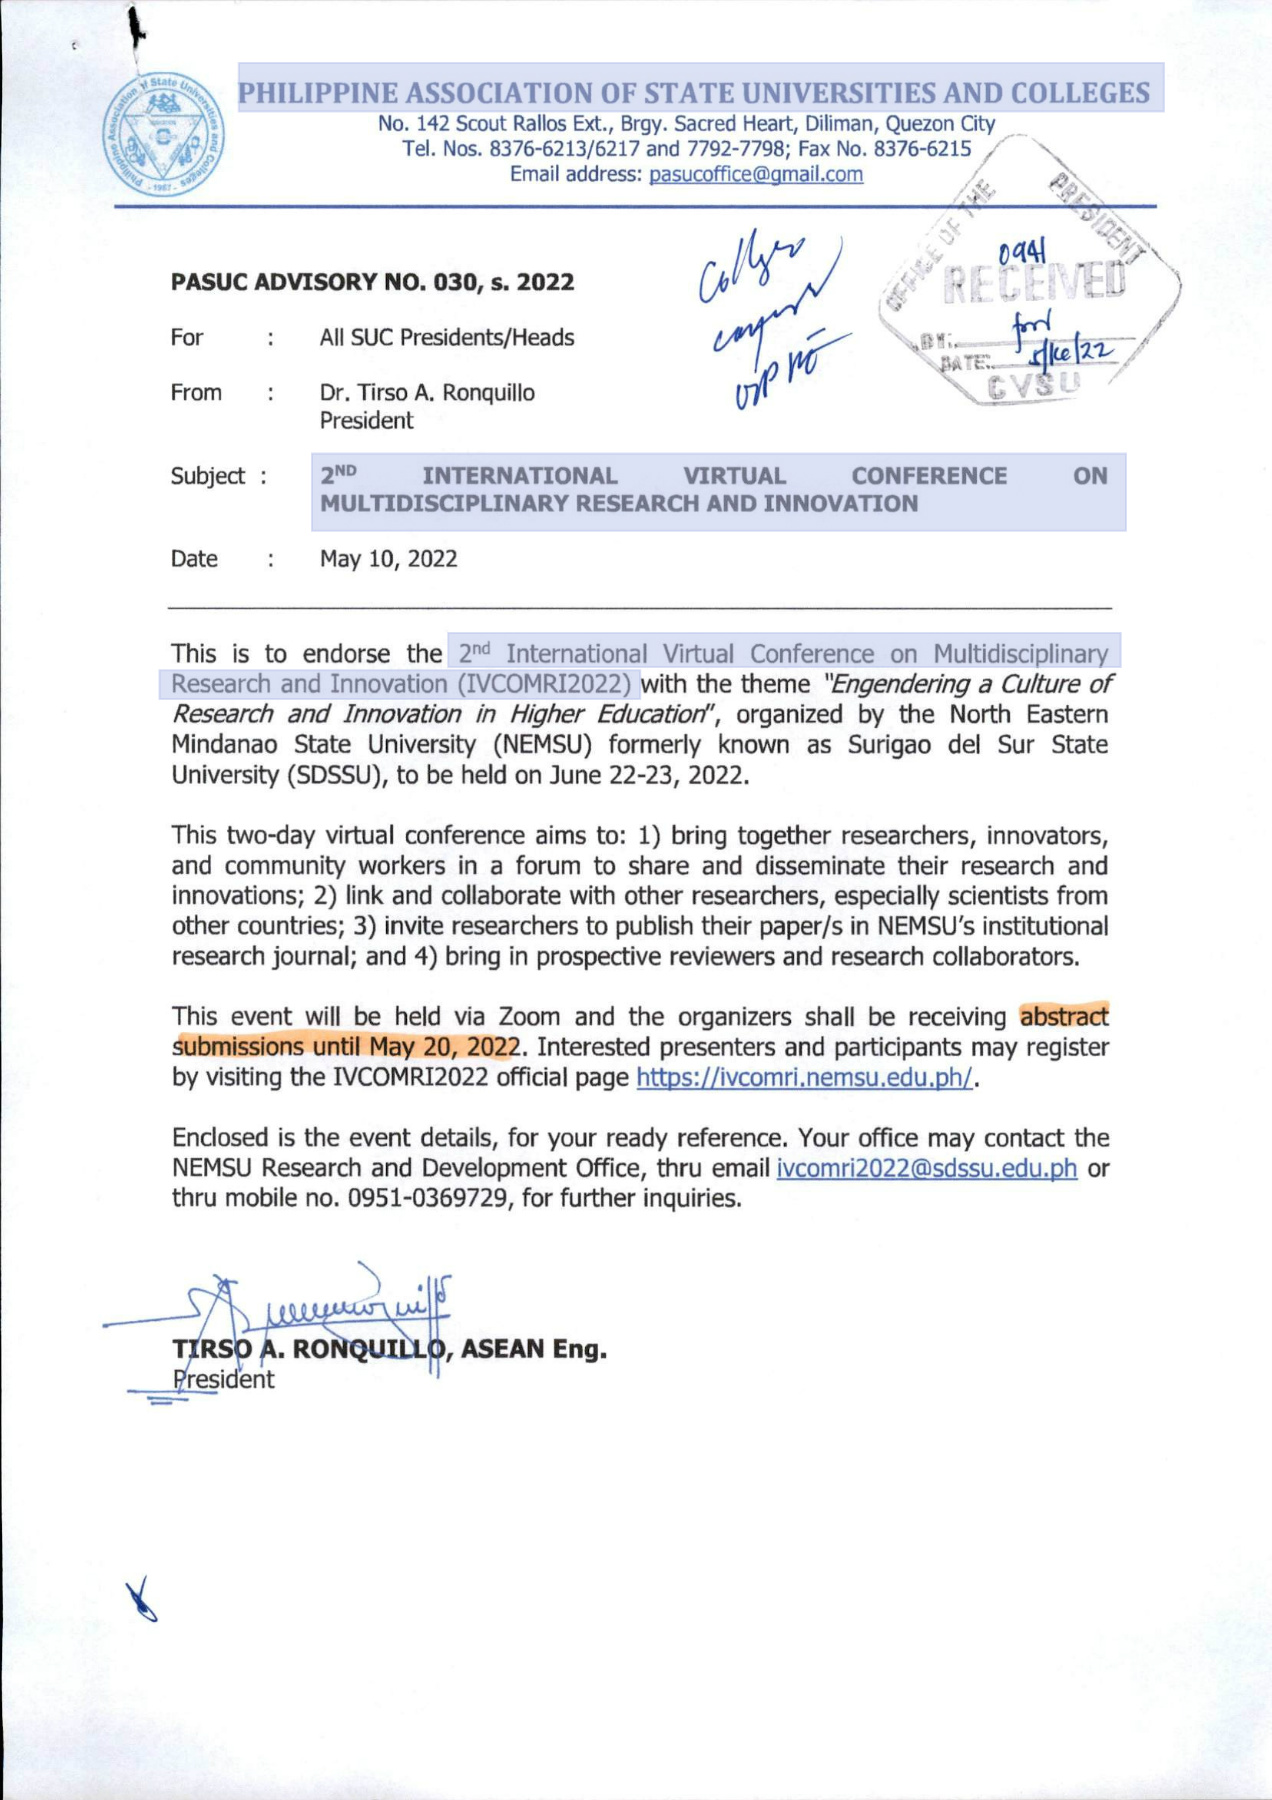 PHILIPPINE ASSOCIATION OF STATE UNIVERSITIES AND COLLEGES
No. 142 Scout Rallos Ext., Brgy. Sacred Heart, Diliman, Quezon City
Tel. Nos. 8376-6213/6217 and 7792-7798; Fax No. 8376-6215
Email address: pasucoffice@gmail.com
Philippine Association of State Universities and Colleges
1967
OFFICE OF THE PRESIDENT
0941
RECEIVED
BY:
DATE:
CVSU
PASUC ADVISORY NO. 030, s. 2022
For : All SUC Presidents/Heads
From : Dr. Tirso A. Ronquillo
President
Subject : 2ND INTERNATIONAL VIRTUAL CONFERENCE ON
MULTIDISCIPLINARY RESEARCH AND INNOVATION
Date : May 10, 2022
This is to endorse the 2nd International Virtual Conference on Multidisciplinary
Research and Innovation (IVCOMRI2022) with the theme "Engendering a Culture of
Research and Innovation in Higher Education", organized by the North Eastern
Mindanao State University (NEMSU) formerly known as Surigao del Sur State
University (SDSSU), to be held on June 22-23, 2022.
This two-day virtual conference aims to: 1) bring together researchers, innovators,
and community workers in a forum to share and disseminate their research and
innovations; 2) link and collaborate with other researchers, especially scientists from
other countries; 3) invite researchers to publish their paper/s in NEMSU's institutional
research journal; and 4) bring in prospective reviewers and research collaborators.
This event will be held via Zoom and the organizers shall be receiving abstract
submissions until May 20, 2022. Interested presenters and participants may register
by visiting the IVCOMRI2022 official page https://ivcomri.nemsu.edu.ph/.
Enclosed is the event details, for your ready reference. Your office may contact the
NEMSU Research and Development Office, thru email ivcomri2022@sdssu.edu.ph or
thru mobile no. 0951-0369729, for further inquiries.
TIRSO A. RONQUILLO, ASEAN Eng.
President